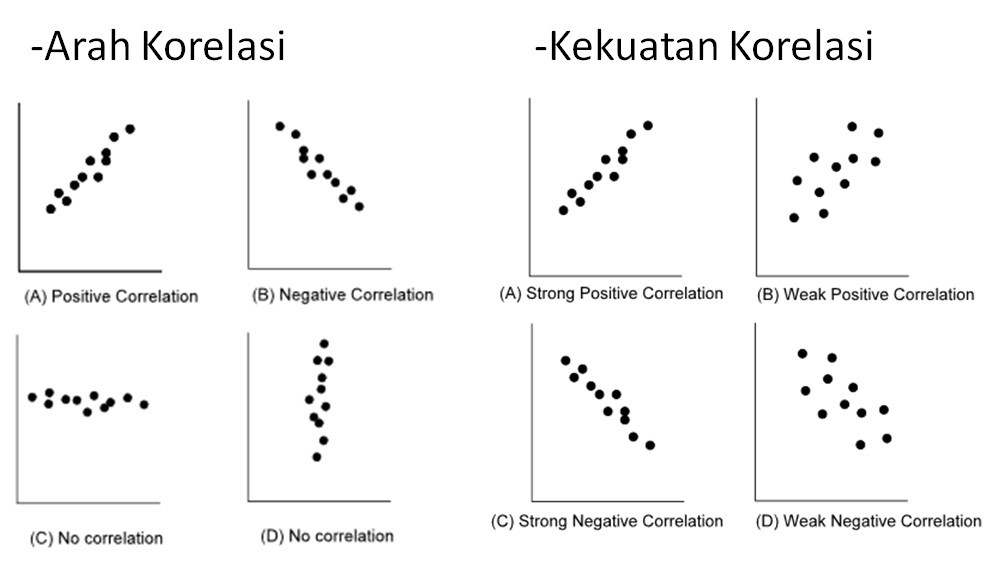 -Arah Korelasi
(A) Positive Correlation
(B) Negative Correlation
(C) No correlation
(D) No correlation
-Kekuatan Korelasi
(A) Strong Positive Correlation
(B) Weak Positive Correlation
(C) Strong Negative Correlation
(D) Weak Negative Correlation